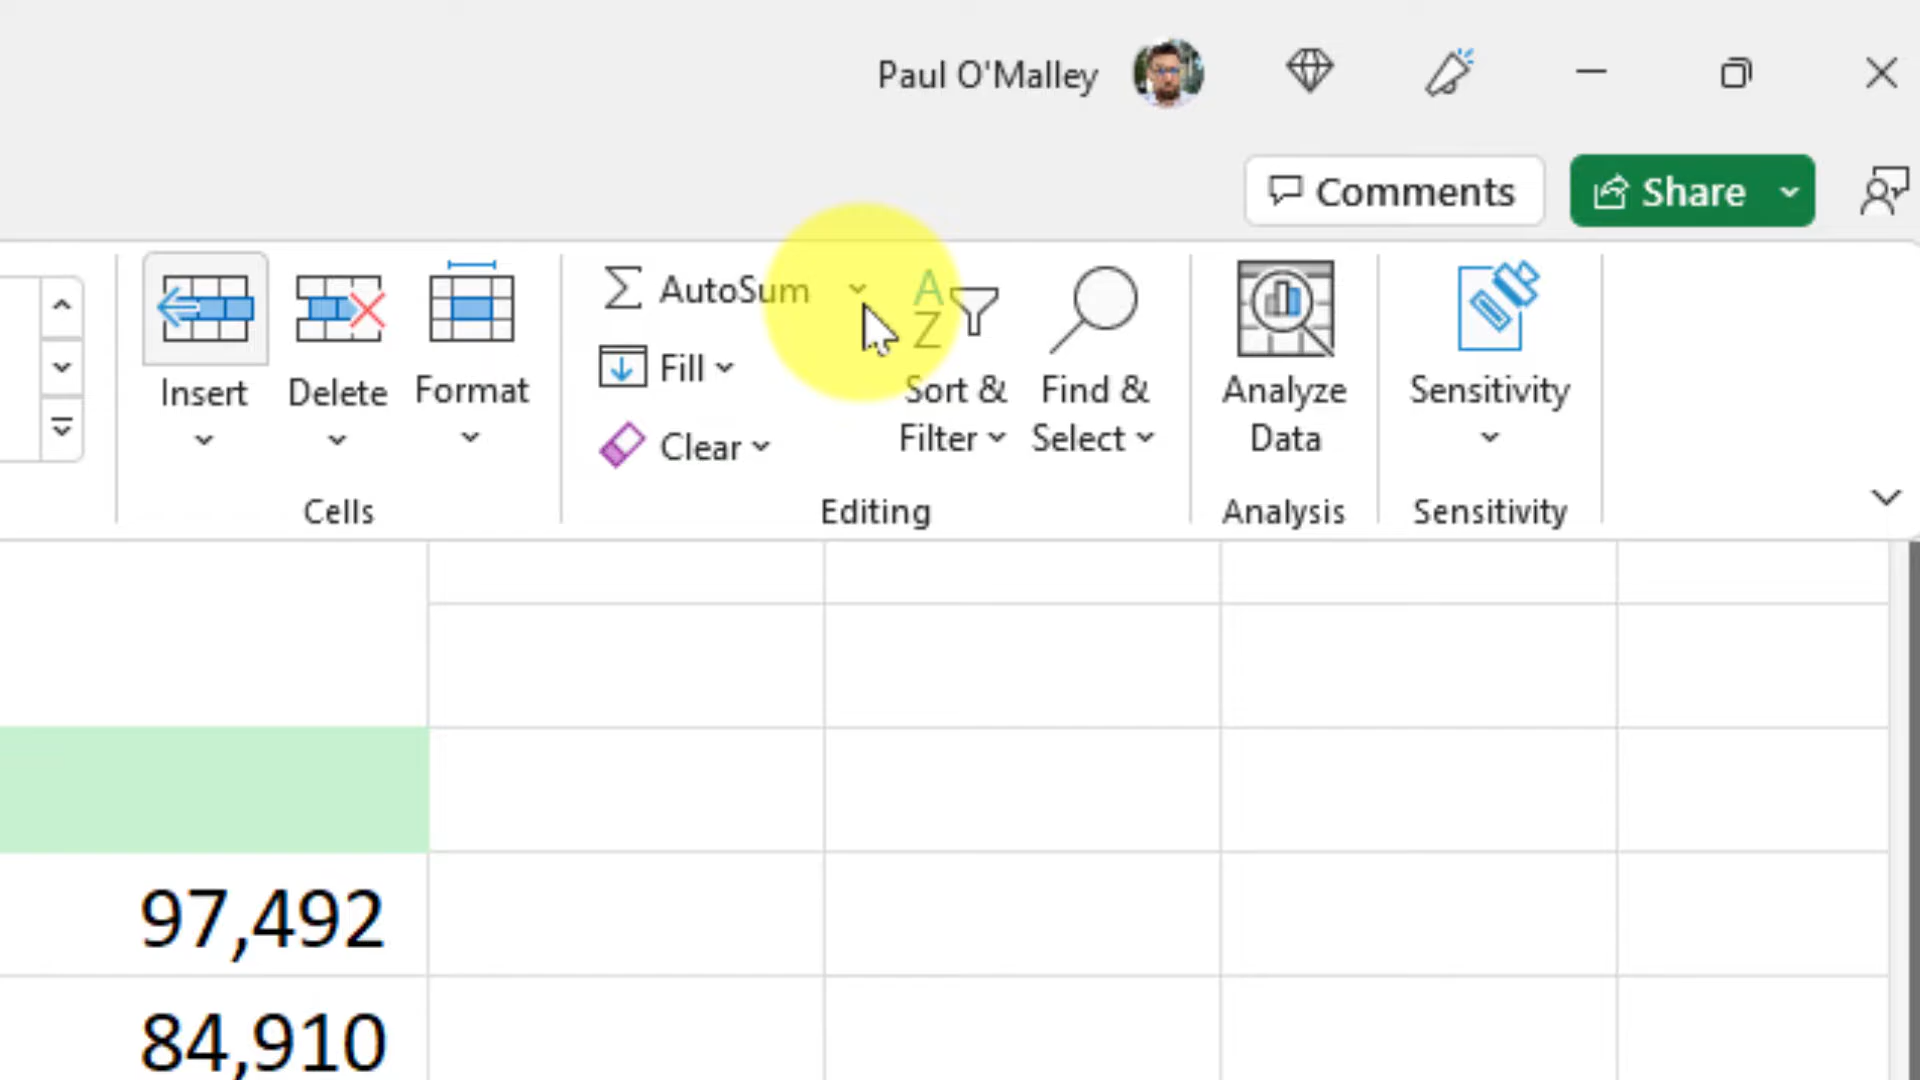 Paul O'Malley
Comments
Share
AutoSum
Fill
Clear
Insert
Delete
Format
Sort &
Filter
Find &
Select
Analyze
Data
Sensitivity
Cells
Editing
Analysis
Sensitivity
97,492
84,910